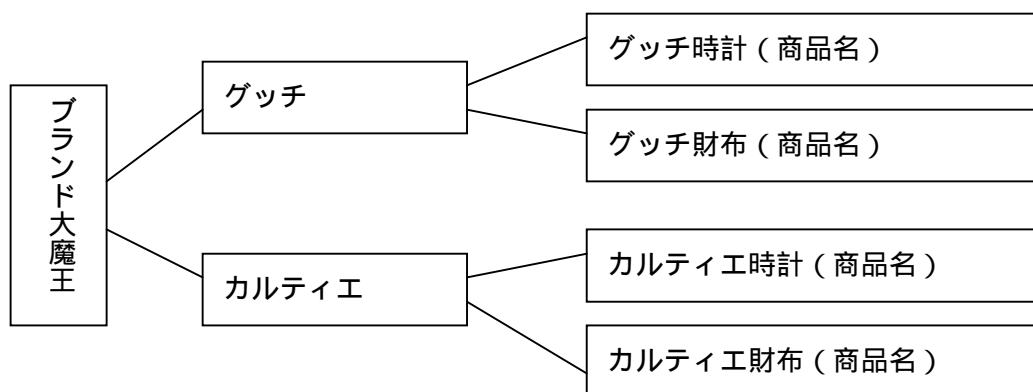 ブランド大魔王
グッチ
グッチ時計（商品名）
グッチ財布（商品名）
カルティエ
カルティエ時計（商品名）
カルティエ財布（商品名）